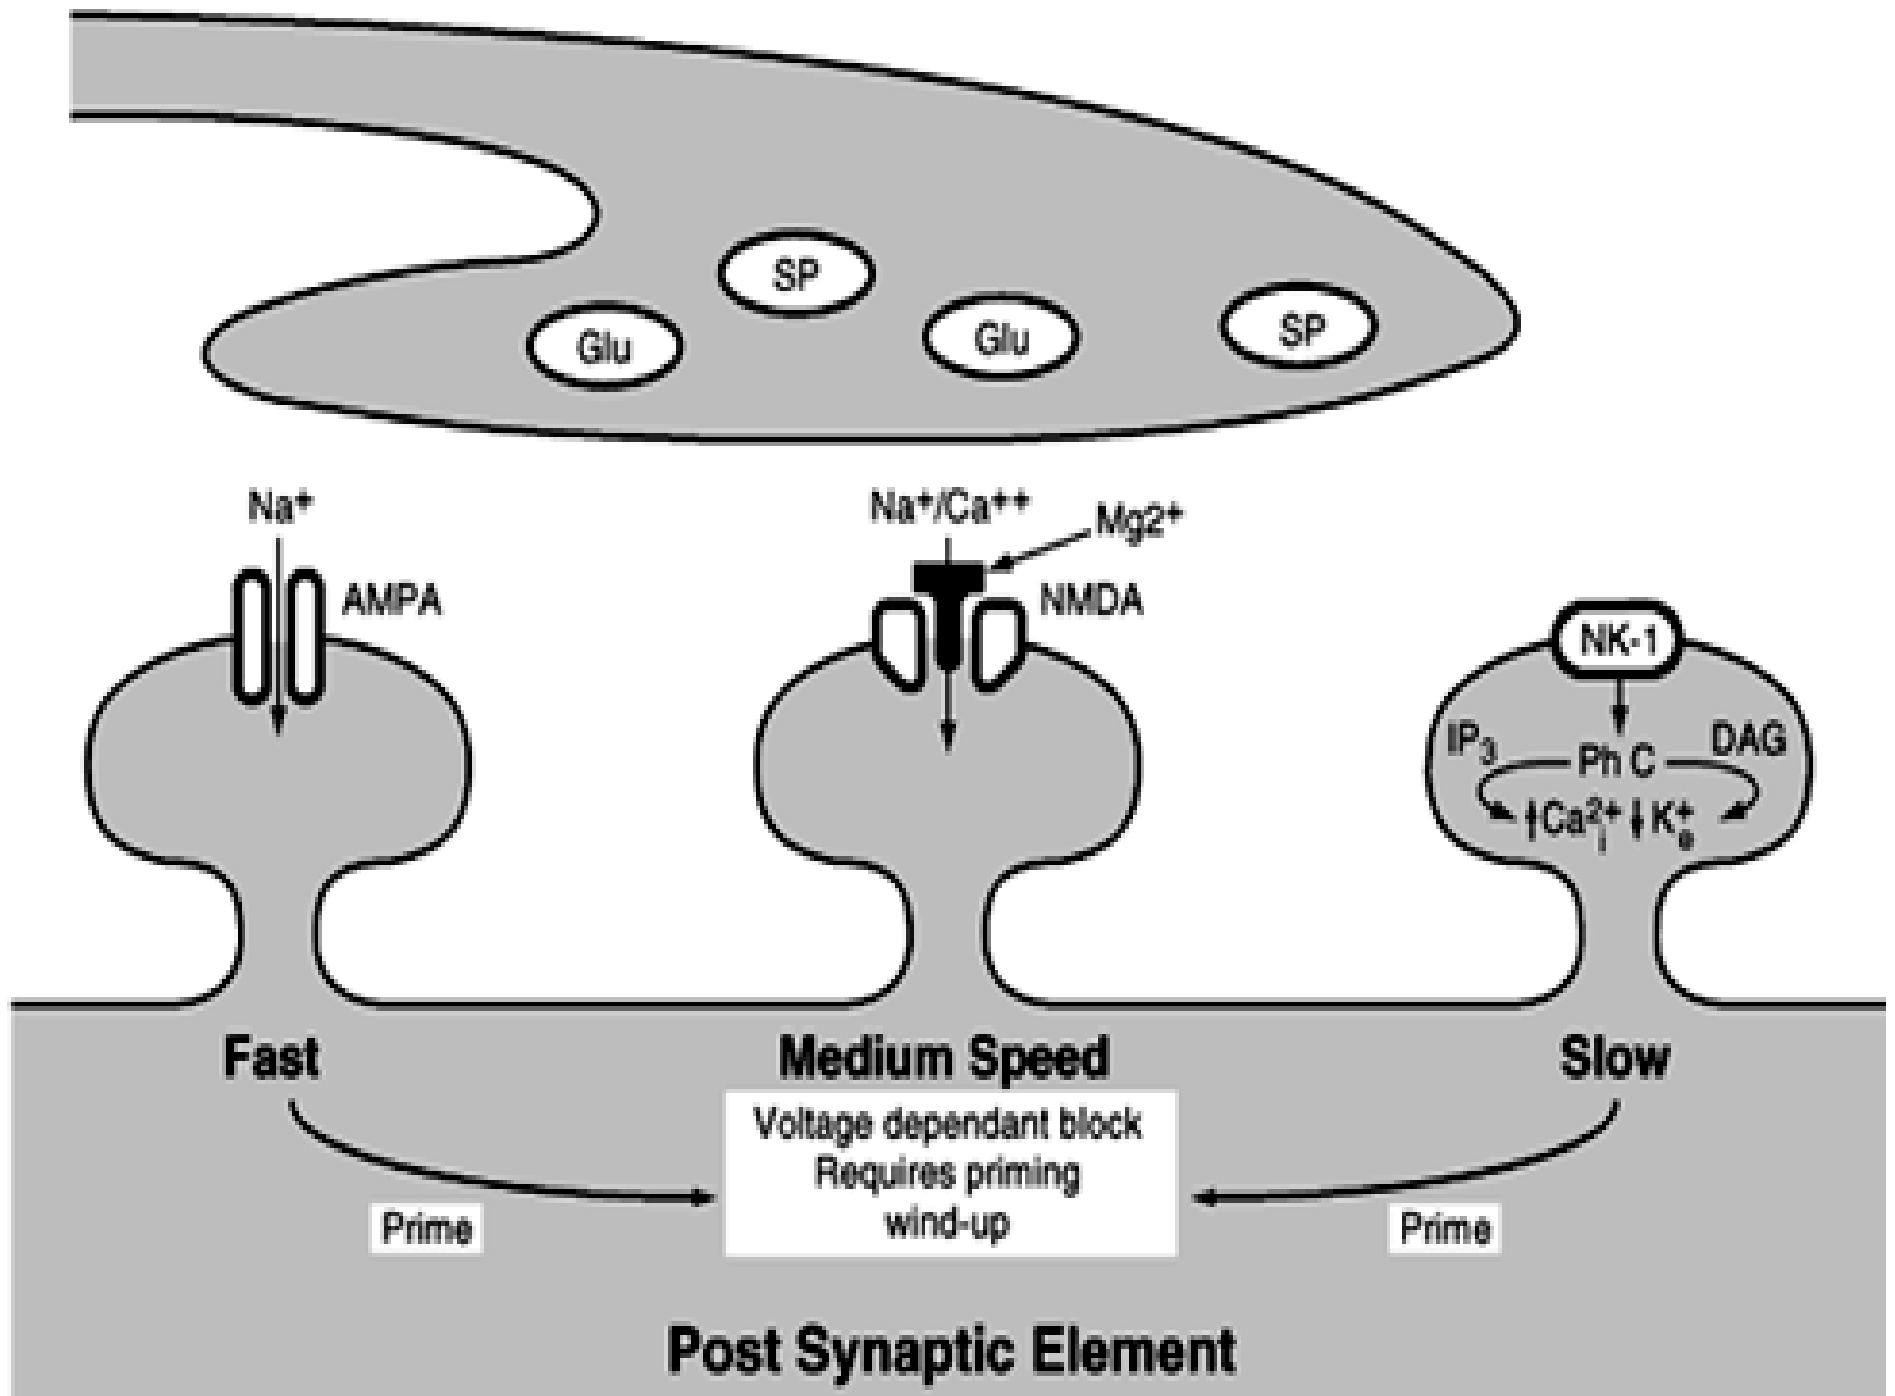 SP
Glu
Glu
SP
Na+
Na+/Ca++
Mg2+
AMPA
NMDA
NK-1
IP3
Ph C
DAG
↑Ca2+i ↓K+e
Fast
Medium Speed
Slow
Voltage dependant block
Requires priming
wind-up
Prime
Prime
Post Synaptic Element